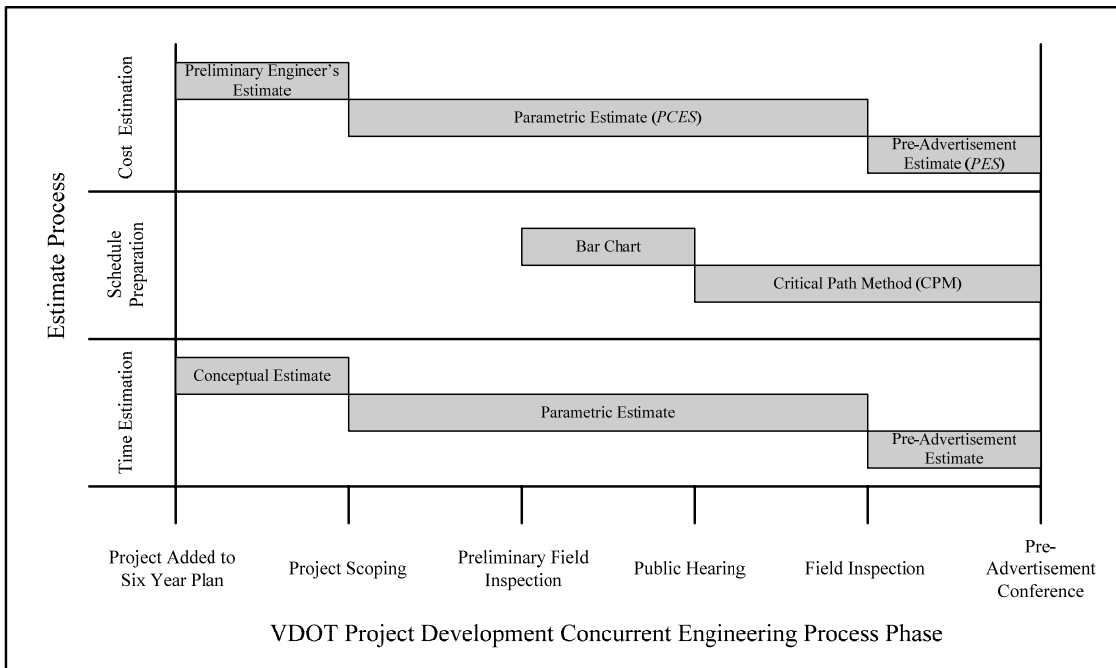 Estimate Process
Cost Estimation
Preliminary Engineer's
Estimate
Parametric Estimate (PCES)
Pre-Advertisement
Estimate (PES)
Schedule
Preparation
Bar Chart
Critical Path Method (CPM)
Time Estimation
Conceptual Estimate
Parametric Estimate
Pre-Advertisement
Estimate
Project Added to
Six Year Plan
Project Scoping
Preliminary Field
Inspection
Public Hearing
Field Inspection
Pre-
Advertisement
Conference
VDOT Project Development Concurrent Engineering Process Phase